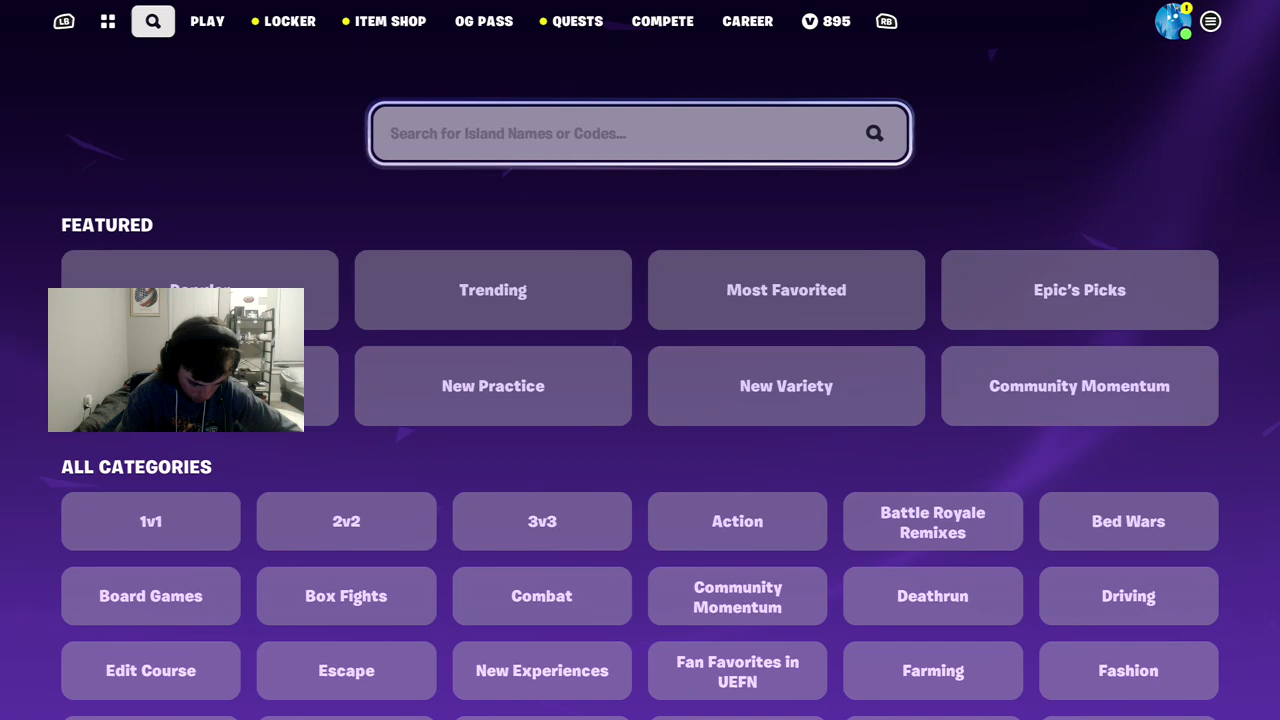 LB
PLAY
LOCKER
ITEM SHOP
OG PASS
QUESTS
COMPETE
CAREER
895
RB
Search for Island Names or Codes...
FEATURED
Trending
Most Favorited
Epic's Picks
New Practice
New Variety
Community Momentum
ALL CATEGORIES
1v1
2v2
3v3
Action
Battle Royale
Remixes
Bed Wars
Board Games
Box Fights
Combat
Community
Momentum
Deathrun
Driving
Edit Course
Escape
New Experiences
Fan Favorites in
UEFN
Farming
Fashion